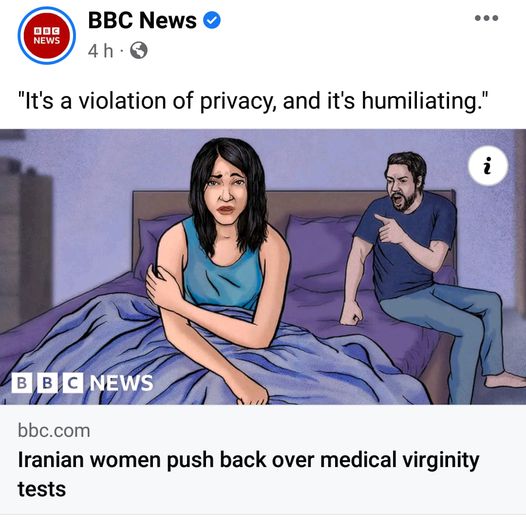 BBC
NEWS
BBC News
4 h
"It's a violation of privacy, and it's humiliating."
i
BBC NEWS
bbc.com
Iranian women push back over medical virginity
tests